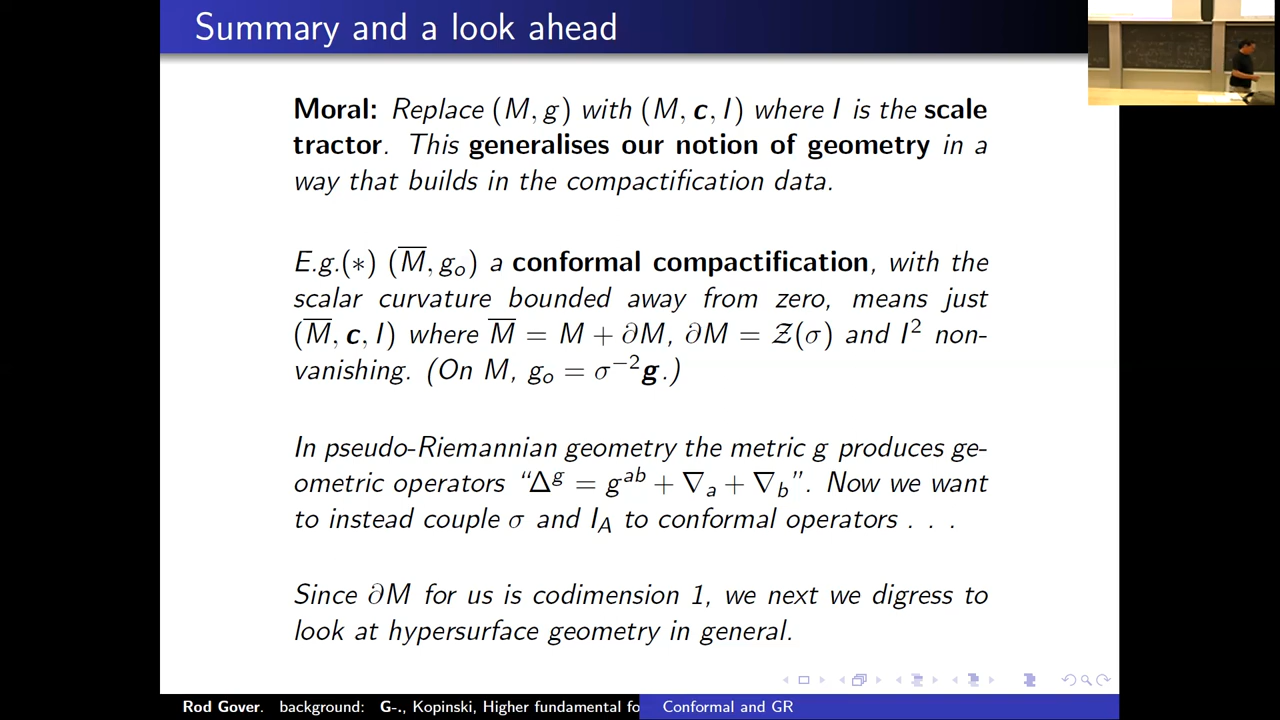 Summary and a look ahead
Moral: Replace (M, g) with (M, c, I) where I is the scale
tractor. This generalises our notion of geometry in a
way that builds in the compactification data.
E.g.(∗) (M̅, gₒ) a conformal compactification, with the
scalar curvature bounded away from zero, means just
(M̅, c, I) where M̅ = M + ∂M, ∂M = Z(σ) and I² non-
vanishing. (On M, gₒ = σ⁻²g.)
In pseudo-Riemannian geometry the metric g produces ge-
ometric operators “Δᵍ = gᵃᵇ + ∇ₐ + ∇_b”. Now we want
to instead couple σ and I_A to conformal operators . . .
Since ∂M for us is codimension 1, we next we digress to
look at hypersurface geometry in general.
Rod Gover. background: G-., Kopinski, Higher fundamental fo Conformal and GR